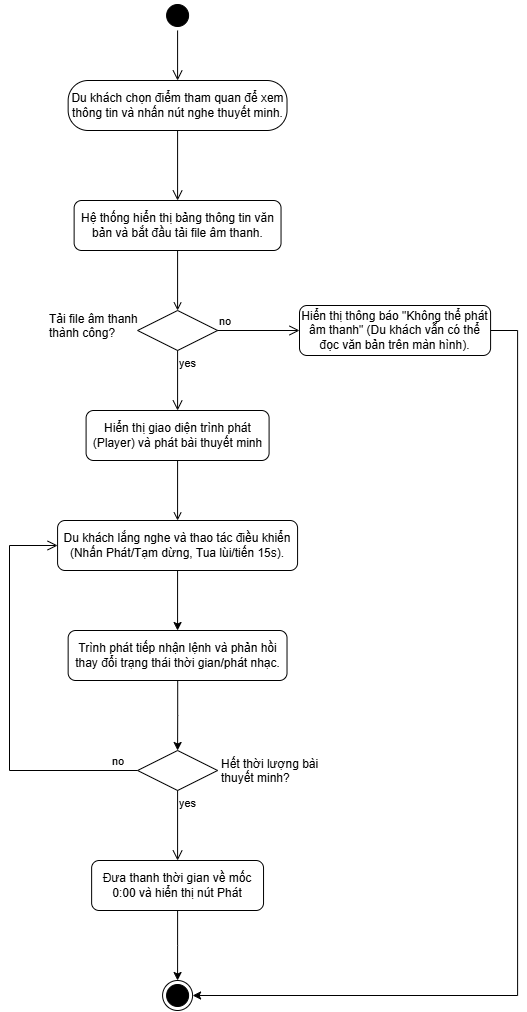 Du khách chọn điểm tham quan để xem
thông tin và nhấn nút nghe thuyết minh.
Hệ thống hiển thị bảng thông tin văn
bản và bắt đầu tải file âm thanh.
Tải file âm thanh
thành công?
no
Hiển thị thông báo "Không thể phát
âm thanh" (Du khách vẫn có thể
đọc văn bản trên màn hình).
yes
Hiển thị giao diện trình phát
(Player) và phát bài thuyết minh
Du khách lắng nghe và thao tác điều khiển
(Nhấn Phát/Tạm dừng, Tua lùi/tiến 15s).
Trình phát tiếp nhận lệnh và phản hồi
thay đổi trạng thái thời gian/phát nhạc.
no
Hết thời lượng bài
thuyết minh?
yes
Đưa thanh thời gian về mốc
0:00 và hiển thị nút Phát